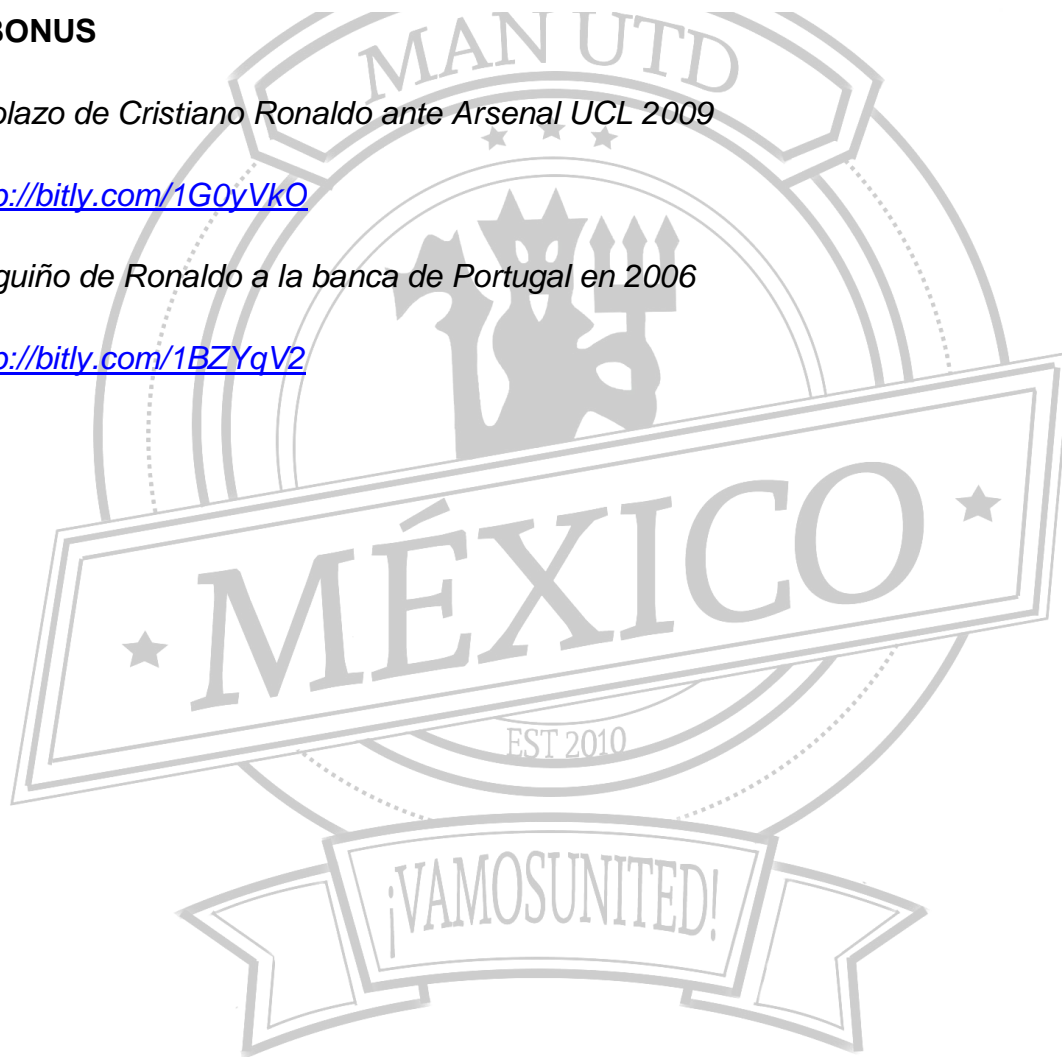 BONUS
olazo de Cristiano Ronaldo ante Arsenal UCL 2009
p://bitly.com/1G0yVkO
guiño de Ronaldo a la banca de Portugal en 2006
p://bitly.com/1BZYqV2
MAN UTD
MÉXICO
EST 2010
¡VAMOSUNITED!